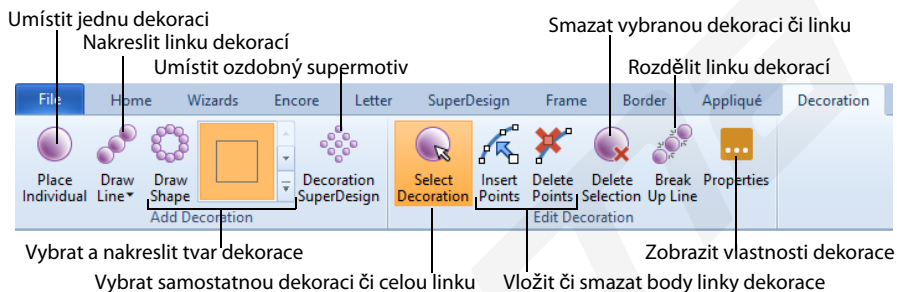 Umístit jednu dekoraci
Smazat vybranou dekoraci či linku
Nakreslit linku dekorací
Umístit ozdobný supermotiv
Rozdělit linku dekorací
File Home Wizards Encore Letter SuperDesign Frame Border Appliqué Decoration
Place Individual
Draw Line
Draw Shape
Decoration SuperDesign
Select Decoration
Insert Points
Delete Points
Delete Selection
Break Up Line
Properties
Add Decoration
Edit Decoration
Vybrat a nakreslit tvar dekorace
Zobrazit vlastnosti dekorace
Vybrat samostatnou dekoraci či celou linku
Vložit či smazat body linky dekorace